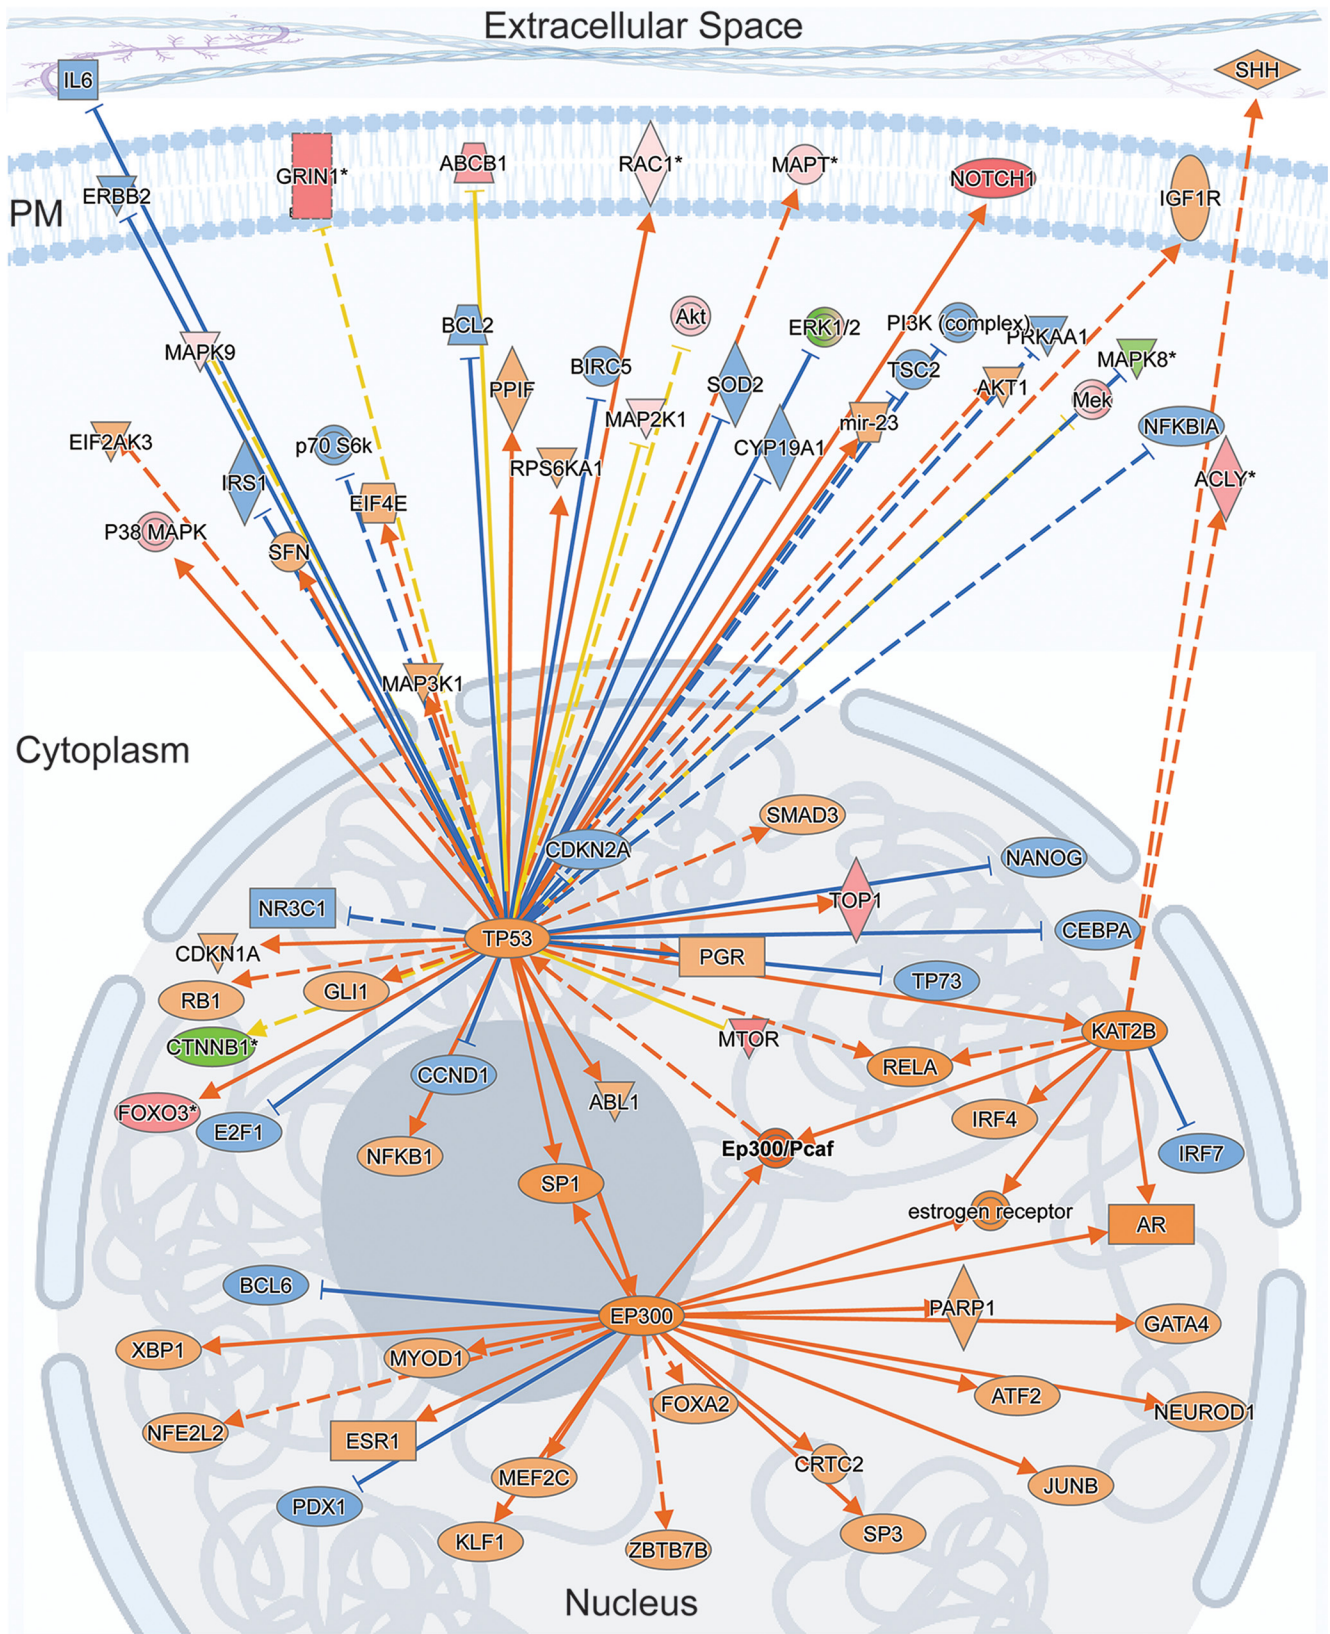 Extracellular Space
IL6
SHH
ERBB2
GRIN1*
ABCB1
RAC1*
MAPT*
NOTCH1
IGF1R
PM
MAPK9
BCL2
Akt
ERK1/2
PI3K (complex)
PRKAA1
MAPK8*
PPIF
BIRC5
SOD2
TSC2
AKT1
Mek
MAP2K1
mir-23
NFKBIA
EIF2AK3
p70 S6k
CYP19A1
RPS6KA1
ACLY*
IRS1
EIF4E
P38 MAPK
SFN
MAP3K1
Cytoplasm
SMAD3
CDKN2A
NANOG
TOP1
NR3C1
CEBPA
TP53
CDKN1A
PGR
TP73
GLI1
RB1
KAT2B
MTOR
CTNNB1*
RELA
CCND1
ABL1
FOXO3*
IRF4
E2F1
NFKB1
Ep300/Pcaf
IRF7
SP1
estrogen receptor
AR
BCL6
PARP1
EP300
GATA4
XBP1
MYOD1
ATF2
FOXA2
NEUROD1
NFE2L2
ESR1
CRTC2
MEF2C
JUNB
PDX1
SP3
KLF1
ZBTB7B
Nucleus